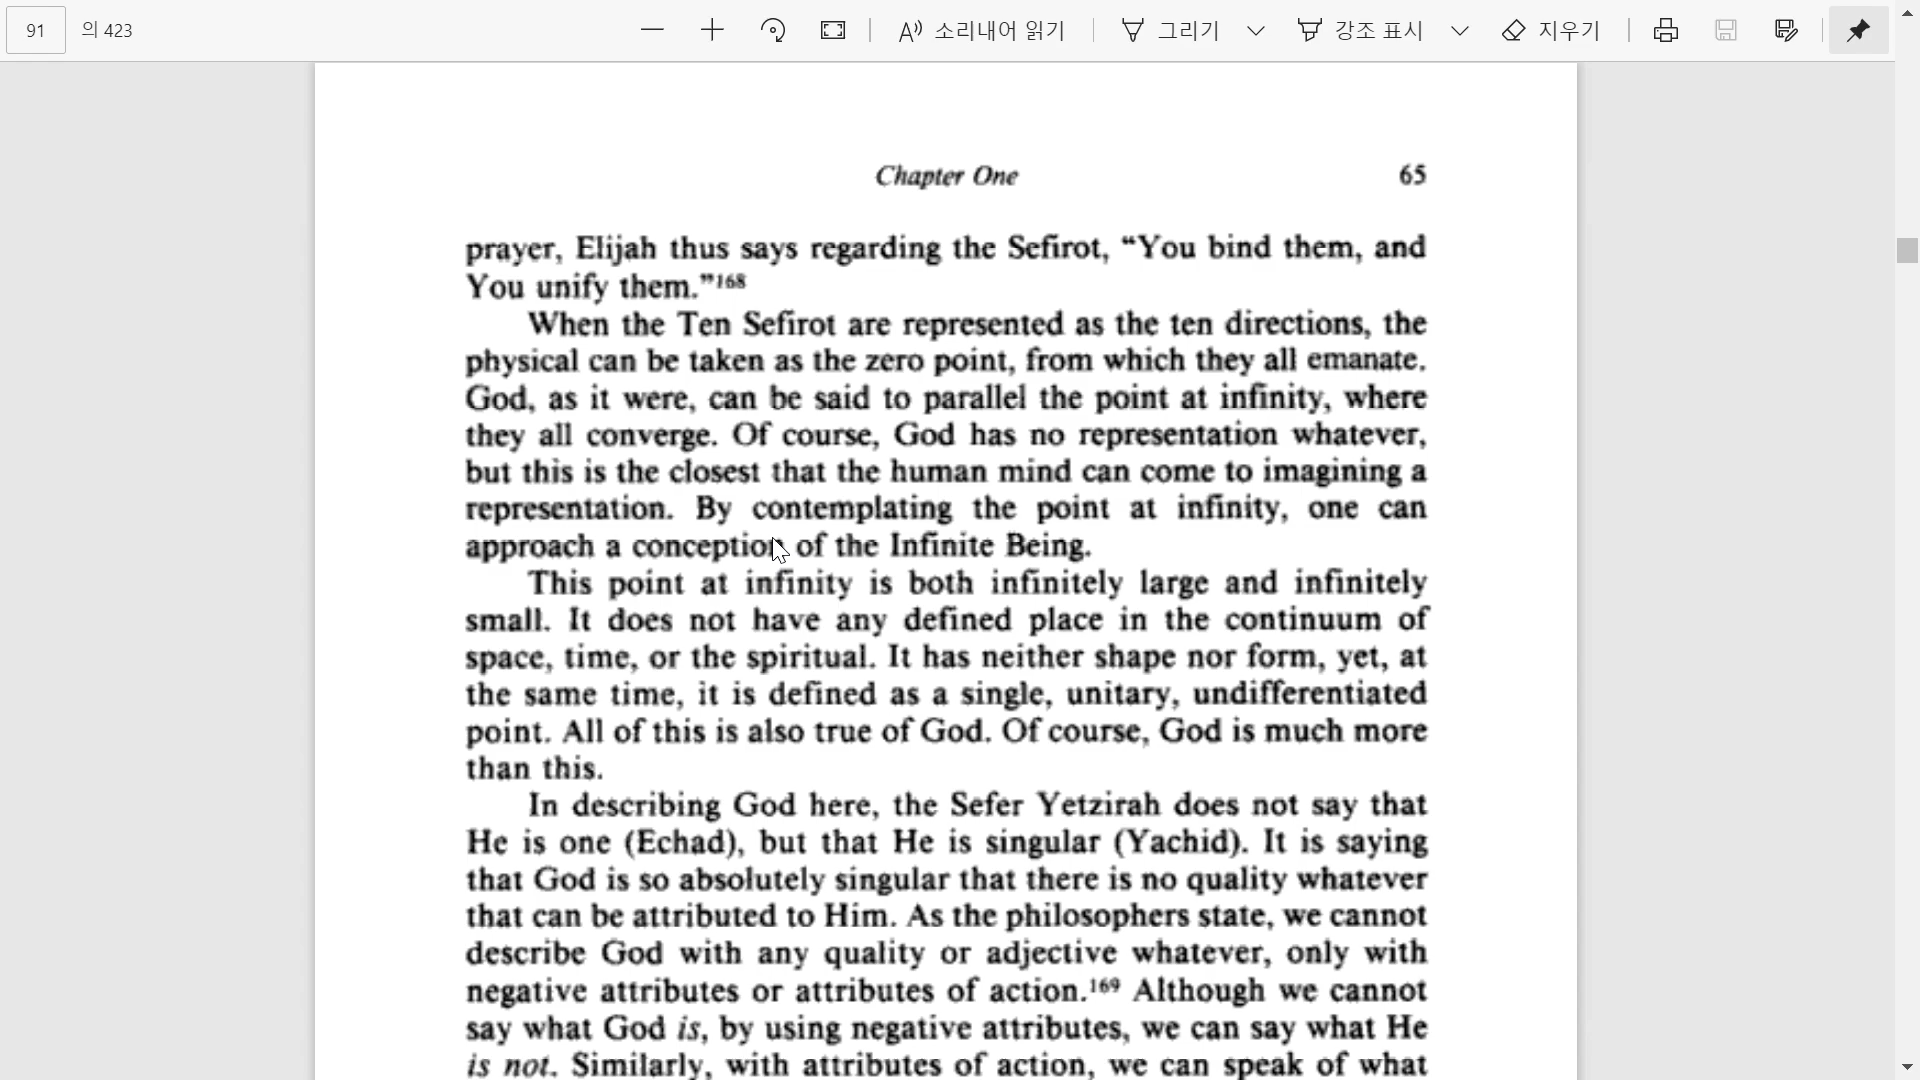 91 의 423 소리내어 읽기 그리기 강조 표시 지우기
Chapter One 65
prayer, Elijah thus says regarding the Sefirot, “You bind them, and
You unify them.”168
When the Ten Sefirot are represented as the ten directions, the
physical can be taken as the zero point, from which they all emanate.
God, as it were, can be said to parallel the point at infinity, where
they all converge. Of course, God has no representation whatever,
but this is the closest that the human mind can come to imagining a
representation. By contemplating the point at infinity, one can
approach a conception of the Infinite Being.
This point at infinity is both infinitely large and infinitely
small. It does not have any defined place in the continuum of
space, time, or the spiritual. It has neither shape nor form, yet, at
the same time, it is defined as a single, unitary, undifferentiated
point. All of this is also true of God. Of course, God is much more
than this.
In describing God here, the Sefer Yetzirah does not say that
He is one (Echad), but that He is singular (Yachid). It is saying
that God is so absolutely singular that there is no quality whatever
that can be attributed to Him. As the philosophers state, we cannot
describe God with any quality or adjective whatever, only with
negative attributes or attributes of action.169 Although we cannot
say what God is, by using negative attributes, we can say what He
is not. Similarly, with attributes of action, we can speak of what